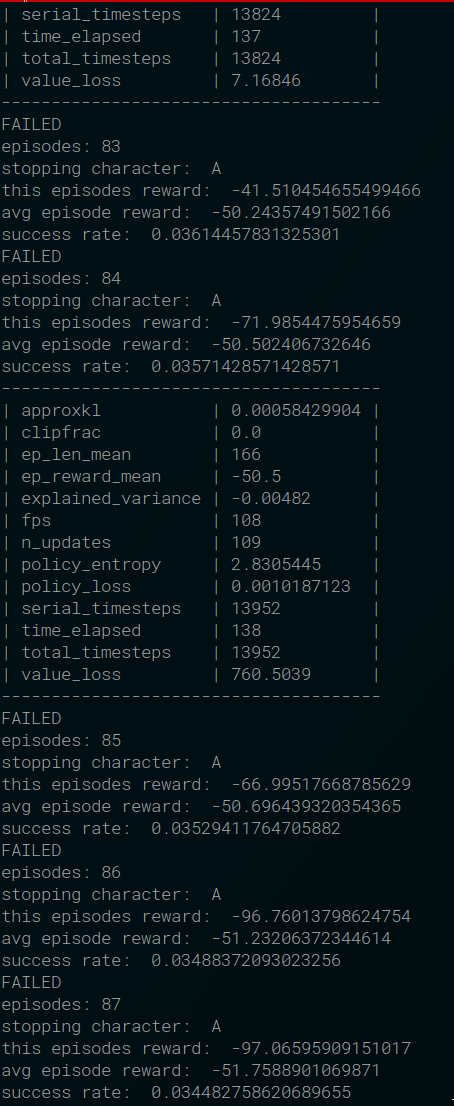 | serial_timesteps   | 13824         |
| time_elapsed       | 137           |
| total_timesteps    | 13824         |
| value_loss         | 7.16846       |
--------------------------------------
FAILED
episodes: 83
stopping character:  A
this episodes reward:  -41.510454655499466
avg episode reward:  -50.24357491502166
success rate:  0.03614457831325301
FAILED
episodes: 84
stopping character:  A
this episodes reward:  -71.9854475954659
avg episode reward:  -50.502406732646
success rate:  0.03571428571428571
--------------------------------------
| approxkl           | 0.00058429904 |
| clipfrac           | 0.0           |
| ep_len_mean        | 166           |
| ep_reward_mean     | -50.5         |
| explained_variance | -0.00482      |
| fps                | 108           |
| n_updates          | 109           |
| policy_entropy     | 2.8305445     |
| policy_loss        | 0.0010187123  |
| serial_timesteps   | 13952         |
| time_elapsed       | 138           |
| total_timesteps    | 13952         |
| value_loss         | 760.5039      |
--------------------------------------
FAILED
episodes: 85
stopping character:  A
this episodes reward:  -66.99517668785629
avg episode reward:  -50.696439320354365
success rate:  0.03529411764705882
FAILED
episodes: 86
stopping character:  A
this episodes reward:  -96.76013798624754
avg episode reward:  -51.23206372344614
success rate:  0.03488372093023256
FAILED
episodes: 87
stopping character:  A
this episodes reward:  -97.06595909151017
avg episode reward:  -51.7588901069871
success rate:  0.034482758620689655